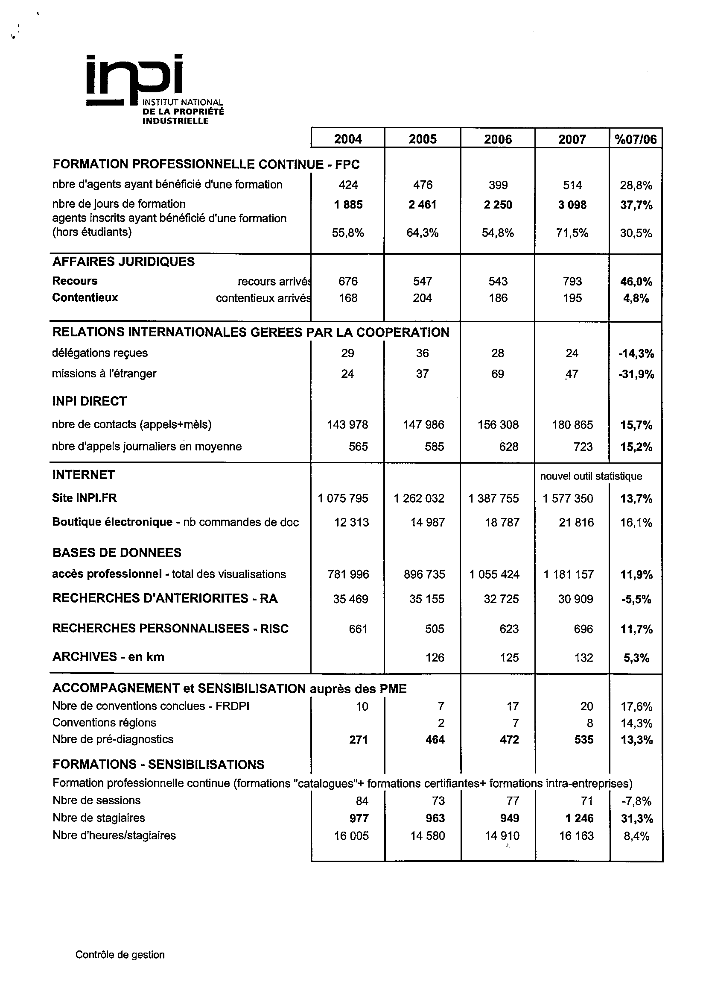 inpi
INSTITUT NATIONAL
DE LA PROPRIÉTÉ
INDUSTRIELLE
2004 2005 2006 2007 %07/06
FORMATION PROFESSIONNELLE CONTINUE - FPC
nbre d'agents ayant bénéficié d'une formation 424 476 399 514 28,8%
nbre de jours de formation 1 885 2 461 2 250 3 098 37,7%
agents inscrits ayant bénéficié d'une formation
(hors étudiants) 55,8% 64,3% 54,8% 71,5% 30,5%
AFFAIRES JURIDIQUES
Recours recours arrivés 676 547 543 793 46,0%
Contentieux contentieux arrivés 168 204 186 195 4,8%
RELATIONS INTERNATIONALES GEREES PAR LA COOPERATION
délégations reçues 29 36 28 24 -14,3%
missions à l'étranger 24 37 69 47 -31,9%
INPI DIRECT
nbre de contacts (appels+mèls) 143 978 147 986 156 308 180 865 15,7%
nbre d'appels journaliers en moyenne 565 585 628 723 15,2%
INTERNET nouvel outil statistique
Site INPI.FR 1 075 795 1 262 032 1 387 755 1 577 350 13,7%
Boutique électronique - nb commandes de doc 12 313 14 987 18 787 21 816 16,1%
BASES DE DONNEES
accès professionnel - total des visualisations 781 996 896 735 1 055 424 1 181 157 11,9%
RECHERCHES D'ANTERIORITES - RA 35 469 35 155 32 725 30 909 -5,5%
RECHERCHES PERSONNALISEES - RISC 661 505 623 696 11,7%
ARCHIVES - en km 126 125 132 5,3%
ACCOMPAGNEMENT et SENSIBILISATION auprès des PME
Nbre de conventions conclues - FRDPI 10 7 17 20 17,6%
Conventions régions 2 7 8 14,3%
Nbre de pré-diagnostics 271 464 472 535 13,3%
FORMATIONS - SENSIBILISATIONS
Formation professionnelle continue (formations "catalogues"+ formations certifiantes+ formations intra-entreprises)
Nbre de sessions 84 73 77 71 -7,8%
Nbre de stagiaires 977 963 949 1 246 31,3%
Nbre d'heures/stagiaires 16 005 14 580 14 910 16 163 8,4%
Contrôle de gestion